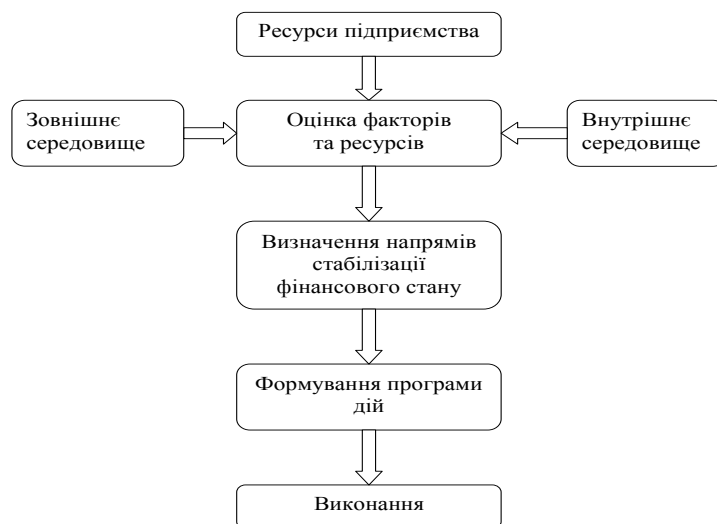 Ресурси підприємства
Зовнішнє
середовище
Оцінка факторів
та ресурсів
Внутрішнє
середовище
Визначення напрямів
стабілізації
фінансового стану
Формування програми
дій
Виконання